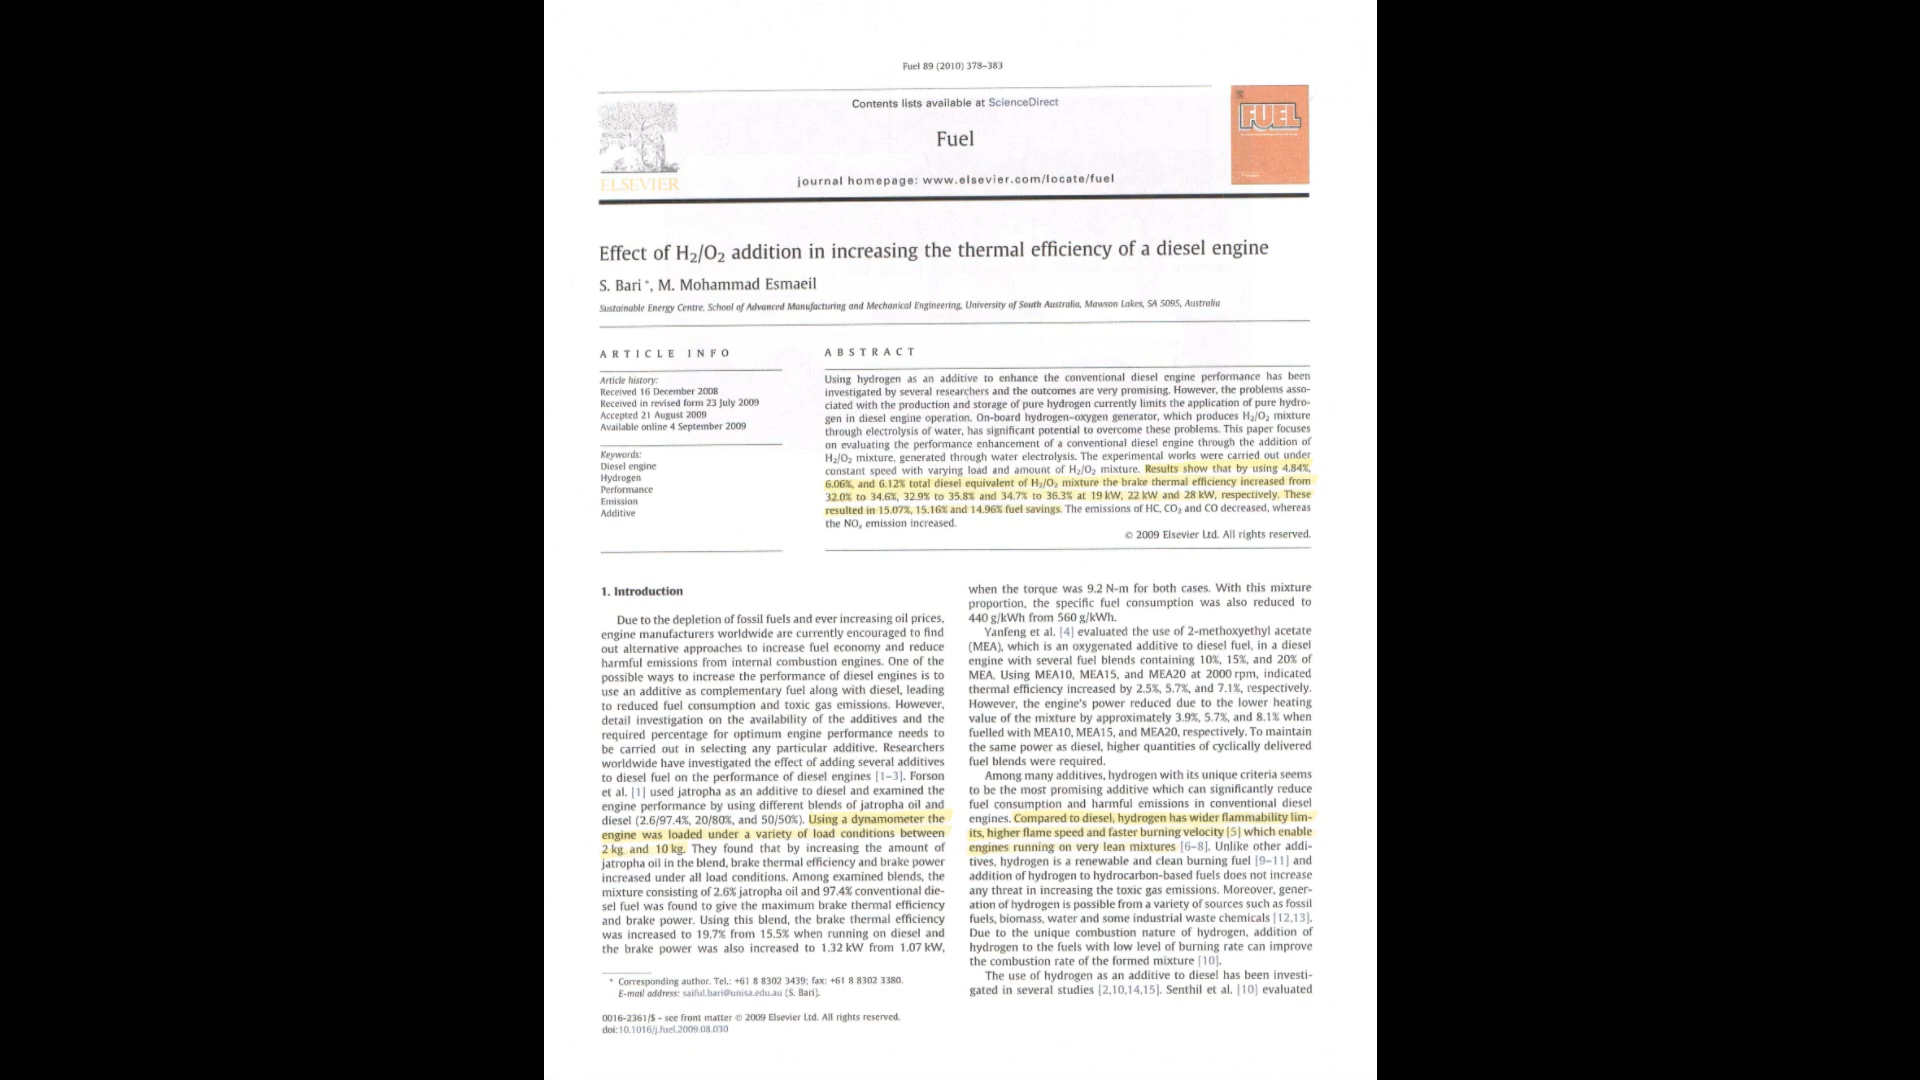 Fuel 89 (2010) 378–383
Contents lists available at ScienceDirect
Fuel
journal homepage: www.elsevier.com/locate/fuel
ELSEVIER
FUEL
Effect of H₂/O₂ addition in increasing the thermal efficiency of a diesel engine
S. Bari *, M. Mohammad Esmaeil
Sustainable Energy Centre, School of Advanced Manufacturing and Mechanical Engineering, University of South Australia, Mawson Lakes, SA 5095, Australia
ARTICLE INFO
Article history:
Received 16 December 2008
Received in revised form 23 July 2009
Accepted 21 August 2009
Available online 4 September 2009
Keywords:
Diesel engine
Hydrogen
Performance
Emission
Additive
ABSTRACT
Using hydrogen as an additive to enhance the conventional diesel engine performance has been
investigated by several researchers and the outcomes are very promising. However, the problems asso-
ciated with the production and storage of pure hydrogen currently limits the application of pure hydro-
gen in diesel engine operation. On-board hydrogen–oxygen generator, which produces H₂/O₂ mixture
through electrolysis of water, has significant potential to overcome these problems. This paper focuses
on evaluating the performance enhancement of a conventional diesel engine through the addition of
H₂/O₂ mixture, generated through water electrolysis. The experimental works were carried out under
constant speed with varying load and amount of H₂/O₂ mixture. Results show that by using 4.84%,
6.06%, and 6.12% total diesel equivalent of H₂/O₂ mixture the brake thermal efficiency increased from
32.0% to 34.6%, 32.9% to 35.8% and 34.7% to 36.3% at 19 kW, 22 kW and 28 kW, respectively. These
resulted in 15.07%, 15.16% and 14.96% fuel savings. The emissions of HC, CO₂ and CO decreased, whereas
the NOₓ emission increased.
© 2009 Elsevier Ltd. All rights reserved.
1. Introduction
Due to the depletion of fossil fuels and ever increasing oil prices,
engine manufacturers worldwide are currently encouraged to find
out alternative approaches to increase fuel economy and reduce
harmful emissions from internal combustion engines. One of the
possible ways to increase the performance of diesel engines is to
use an additive as complementary fuel along with diesel, leading
to reduced fuel consumption and toxic gas emissions. However,
detail investigation on the availability of the additives and the
required percentage for optimum engine performance needs to
be carried out in selecting any particular additive. Researchers
worldwide have investigated the effect of adding several additives
to diesel fuel on the performance of diesel engines [1–3]. Forson
et al. [1] used jatropha as an additive to diesel and examined the
engine performance by using different blends of jatropha oil and
diesel (2.6/97.4%, 20/80%, and 50/50%). Using a dynamometer the
engine was loaded under a variety of load conditions between
2 kg and 10 kg. They found that by increasing the amount of
jatropha oil in the blend, brake thermal efficiency and brake power
increased under all load conditions. Among examined blends, the
mixture consisting of 2.6% jatropha oil and 97.4% conventional die-
sel fuel was found to give the maximum brake thermal efficiency
and brake power. Using this blend, the brake thermal efficiency
was increased to 19.7% from 15.5% when running on diesel and
the brake power was also increased to 1.32 kW from 1.07 kW,
when the torque was 9.2 N-m for both cases. With this mixture
proportion, the specific fuel consumption was also reduced to
440 g/kWh from 560 g/kWh.
Yanfeng et al. [4] evaluated the use of 2-methoxyethyl acetate
(MEA), which is an oxygenated additive to diesel fuel, in a diesel
engine with several fuel blends containing 10%, 15%, and 20% of
MEA. Using MEA10, MEA15, and MEA20 at 2000 rpm, indicated
thermal efficiency increased by 2.5%, 5.7%, and 7.1%, respectively.
However, the engine's power reduced due to the lower heating
value of the mixture by approximately 3.9%, 5.7%, and 8.1% when
fuelled with MEA10, MEA15, and MEA20, respectively. To maintain
the same power as diesel, higher quantities of cyclically delivered
fuel blends were required.
Among many additives, hydrogen with its unique criteria seems
to be the most promising additive which can significantly reduce
fuel consumption and harmful emissions in conventional diesel
engines. Compared to diesel, hydrogen has wider flammability lim-
its, higher flame speed and faster burning velocity [5] which enable
engines running on very lean mixtures [6–8]. Unlike other addi-
tives, hydrogen is a renewable and clean burning fuel [9–11] and
addition of hydrogen to hydrocarbon-based fuels does not increase
any threat in increasing the toxic gas emissions. Moreover, gener-
ation of hydrogen is possible from a variety of sources such as fossil
fuels, biomass, water and some industrial waste chemicals [12,13].
Due to the unique combustion nature of hydrogen, addition of
hydrogen to the fuels with low level of burning rate can improve
the combustion rate of the formed mixture [10].
The use of hydrogen as an additive to diesel has been investi-
gated in several studies [2,10,14,15]. Senthil et al. [10] evaluated
* Corresponding author. Tel.: +61 8 8302 3439; fax: +61 8 8302 3380.
E-mail address: saiful.bari@unisa.edu.au (S. Bari).
0016-2361/$ - see front matter © 2009 Elsevier Ltd. All rights reserved.
doi:10.1016/j.fuel.2009.08.030